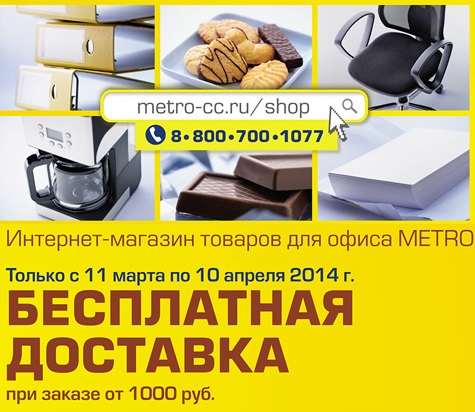 metro-cc.ru/shop
8•800•700•1077
Интернет-магазин товаров для офиса METRO
Только с 11 марта по 10 апреля 2014 г.
БЕСПЛАТНАЯ
ДОСТАВКА
при заказе от 1000 руб.